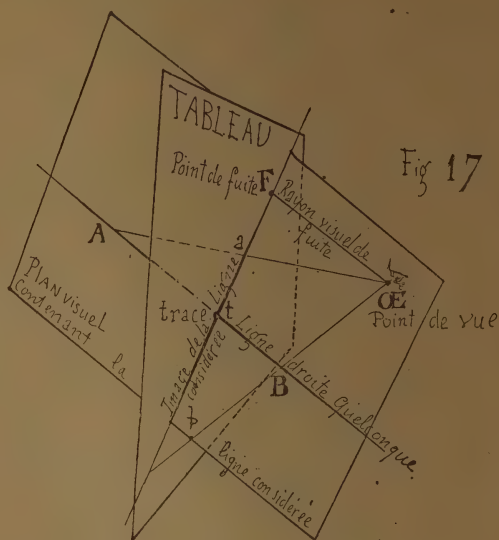 TABLEAU
Point de fuite F
Fig 17
Rayon visuel de
fuite
A
a
Œ
Point de vue
PLAN VISUEL
contenant la
trace t
Image de la Ligne
considérée
Ligne droite Quelconque
B
b
ligne considérée